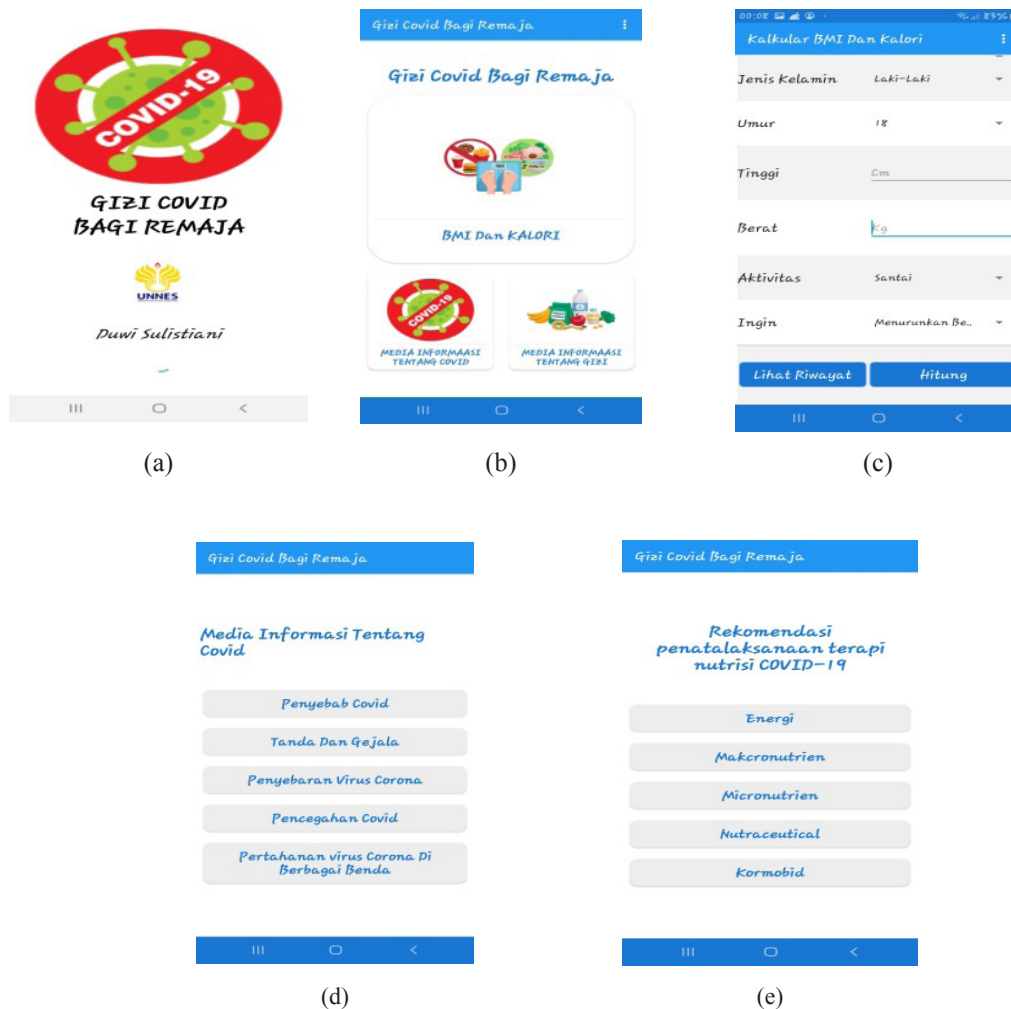 COVID-19
GIZI COVID
BAGI REMAJA
UNNES
Duwi Sulistiani
(a)
Gizi Covid Bagi Remaja
Gizi Covid Bagi Remaja
BMI Dan KALORI
COVID-19
MEDIA INFORMAASI
TENTANG COVID
MEDIA INFORMAASI
TENTANG GIZI
(b)
00:08
Kalkular BMI Dan Kalori
Jenis Kelamin Laki-Laki
Umur 18
Tinggi Cm
Berat Kg
Aktivitas Santai
Ingin Menurunkan Be..
Lihat Riwayat Hitung
(c)
Gizi Covid Bagi Remaja
Media Informasi Tentang
Covid
Penyebab Covid
Tanda Dan Gejala
Penyebaran Virus Corona
Pencegahan Covid
Pertahanan virus Corona Di
Berbagai Benda
(d)
Gizi Covid Bagi Remaja
Rekomendasi
penatalaksanaan terapi
nutrisi COVID-19
Energi
Makcronutrien
Micronutrien
Nutraceutical
Kormobid
(e)